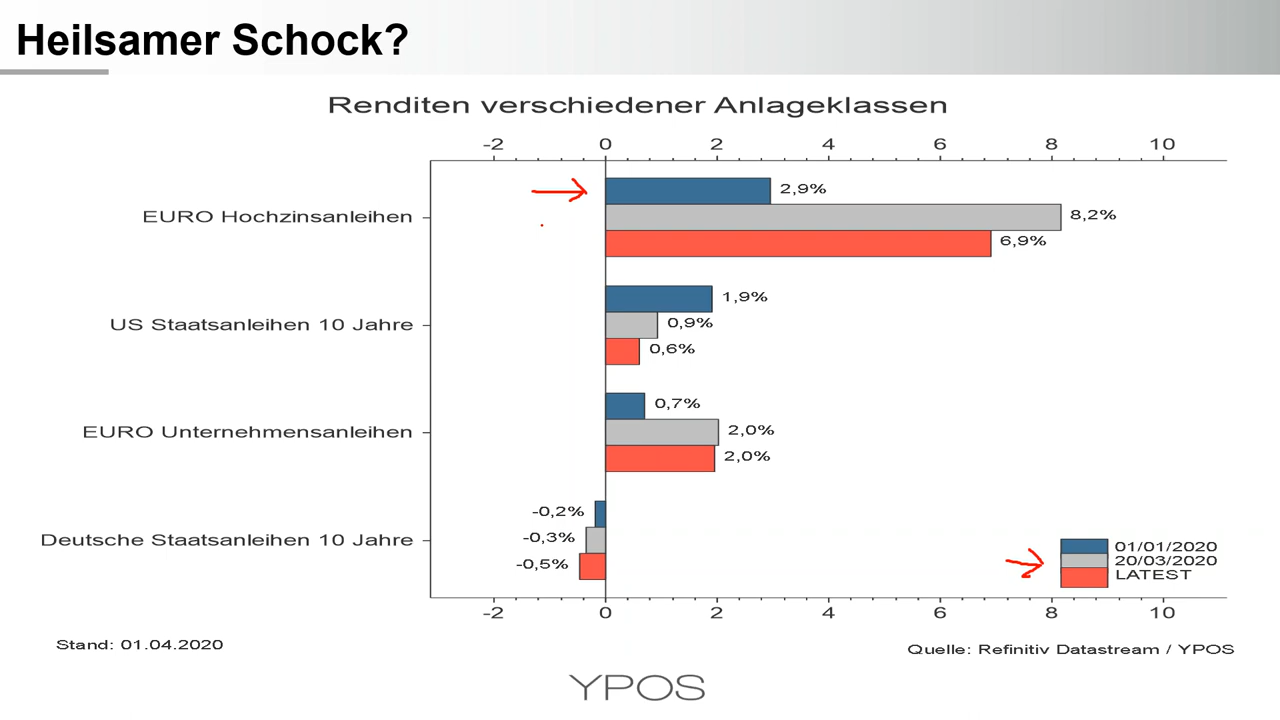 Heilsamer Schock?
Renditen verschiedener Anlageklassen
-2 0 2 4 6 8 10
EURO Hochzinsanleihen
2,9%
8,2%
6,9%
US Staatsanleihen 10 Jahre
1,9%
0,9%
0,6%
EURO Unternehmensanleihen
0,7%
2,0%
2,0%
Deutsche Staatsanleihen 10 Jahre
-0,2%
-0,3%
-0,5%
01/01/2020
20/03/2020
LATEST
-2 0 2 4 6 8 10
Stand: 01.04.2020
Quelle: Refinitiv Datastream / YPOS
YPOS